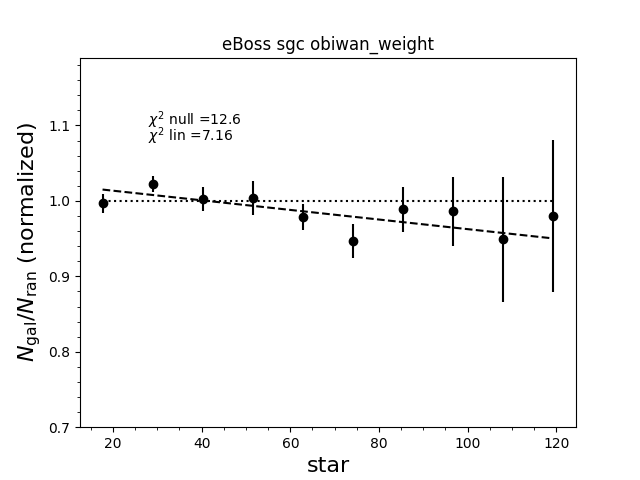 eBoss sgc obiwan_weight
χ² null =12.6
χ² lin =7.16
N_gal/N_ran (normalized)
1.1
1.0
0.9
0.8
0.7
20 40 60 80 100 120
star